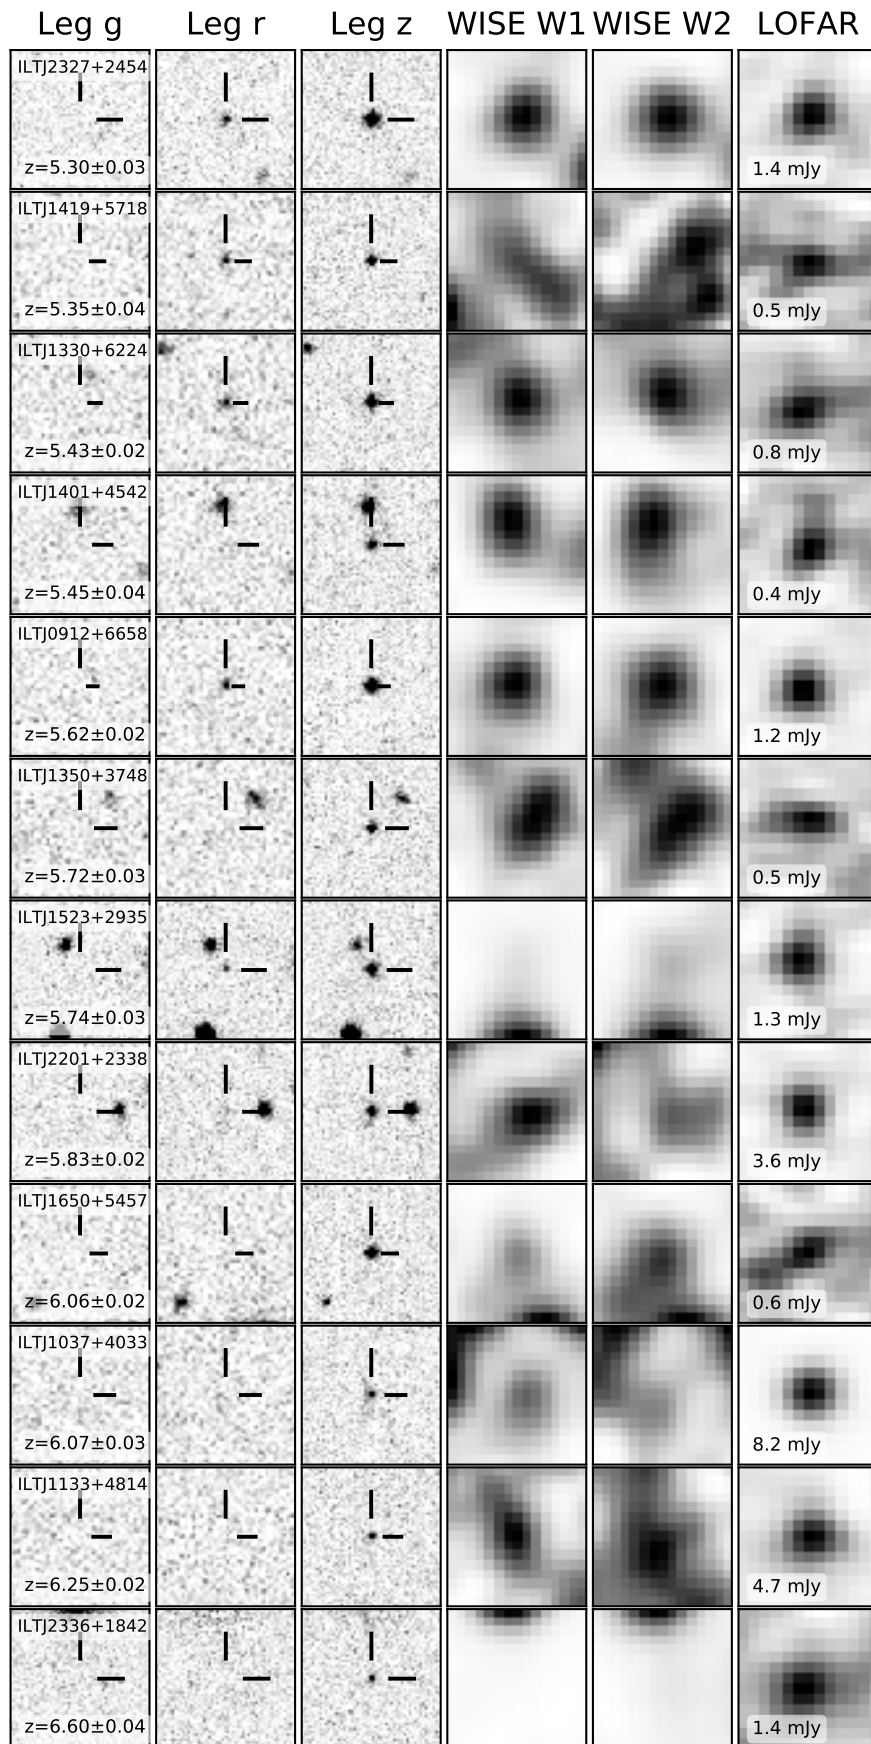 Leg g Leg r Leg z WISE W1 WISE W2 LOFAR
ILTJ2327+2454
z=5.30±0.03 1.4 mJy
ILTJ1419+5718
z=5.35±0.04 0.5 mJy
ILTJ1330+6224
z=5.43±0.02 0.8 mJy
ILTJ1401+4542
z=5.45±0.04 0.4 mJy
ILTJ0912+6658
z=5.62±0.02 1.2 mJy
ILTJ1350+3748
z=5.72±0.03 0.5 mJy
ILTJ1523+2935
z=5.74±0.03 1.3 mJy
ILTJ2201+2338
z=5.83±0.02 3.6 mJy
ILTJ1650+5457
z=6.06±0.02 0.6 mJy
ILTJ1037+4033
z=6.07±0.03 8.2 mJy
ILTJ1133+4814
z=6.25±0.02 4.7 mJy
ILTJ2336+1842
z=6.60±0.04 1.4 mJy